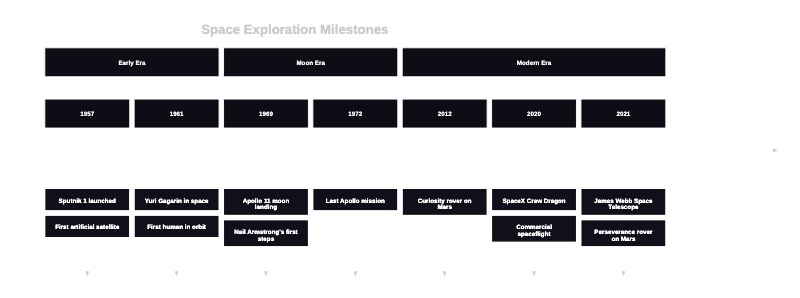 Space Exploration Milestones
Early Era
Moon Era
Modern Era
1957
1961
1969
1972
2012
2020
2021
Sputnik 1 launched
First artificial satellite
Yuri Gagarin in space
First human in orbit
Apollo 11 moon
landing
Neil Armstrong's first
steps
Last Apollo mission
Curiosity rover on
Mars
SpaceX Crew Dragon
Commercial
spaceflight
James Webb Space
Telescope
Perseverance rover
on Mars